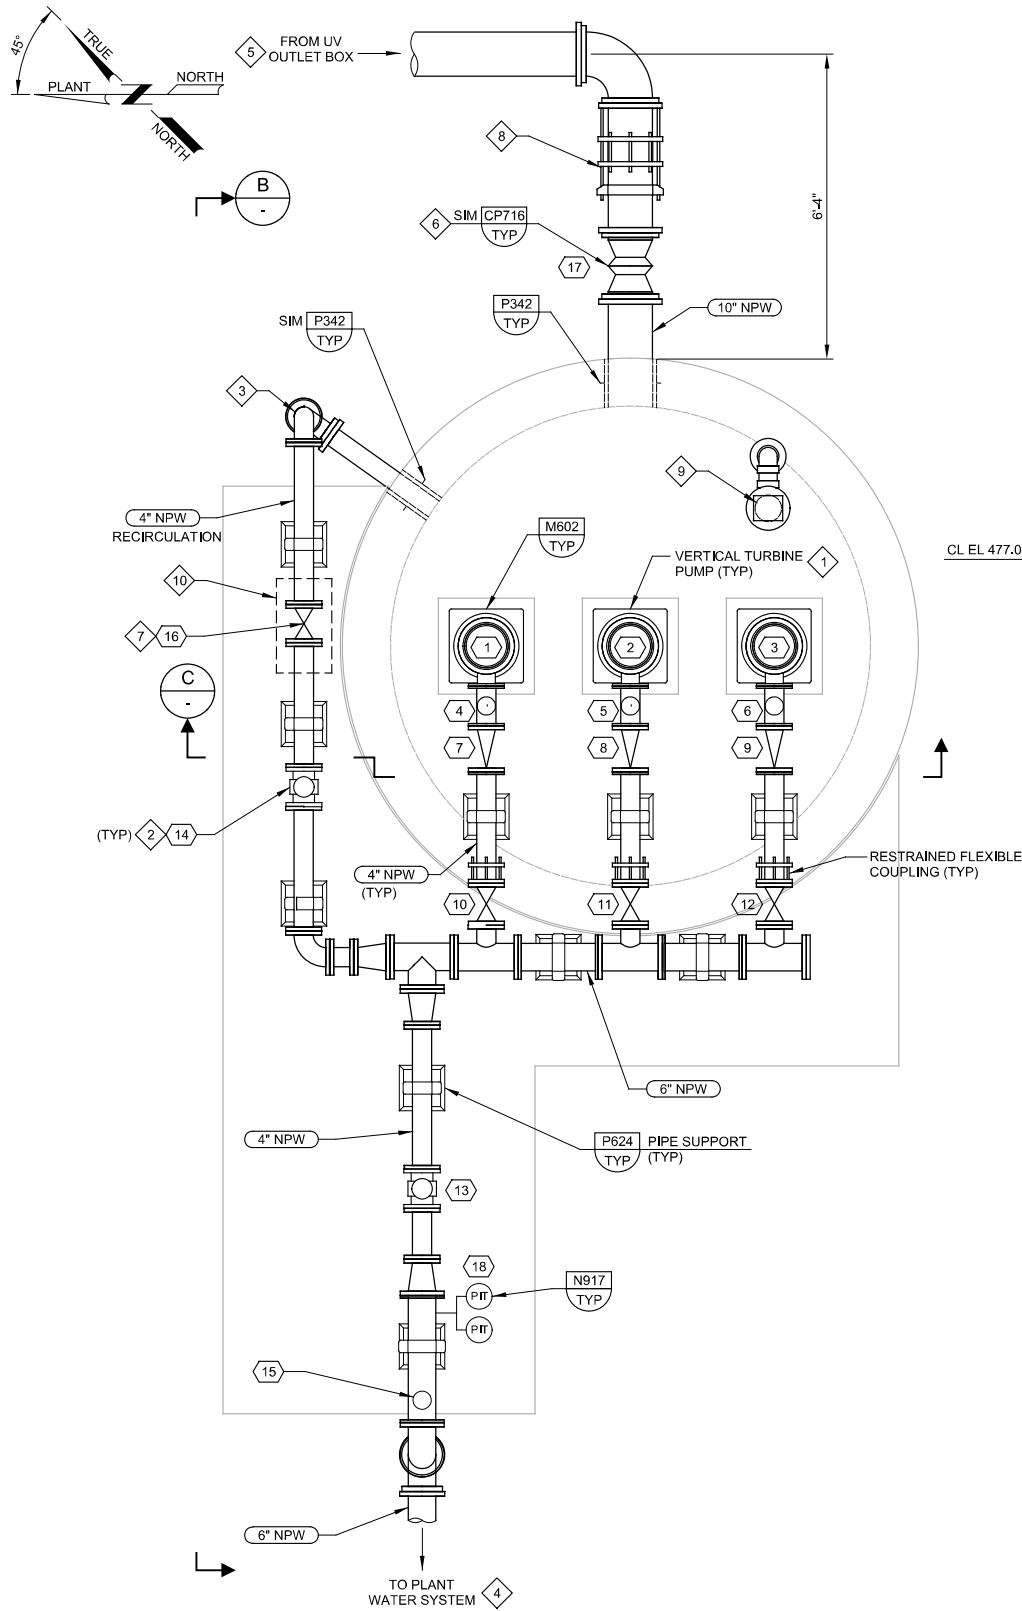 45°
TRUE
PLANT
NORTH
NORTH
5
FROM UV
OUTLET BOX
8
B
-
6
SIM
CP716
TYP
17
6'-4"
P342
TYP
10" NPW
SIM
P342
TYP
3
9
4" NPW
RECIRCULATION
M602
TYP
VERTICAL TURBINE
PUMP (TYP)
1
CL EL 477.0
10
7
16
1
2
3
C
-
4
5
6
7
8
9
(TYP)
2
14
4" NPW
(TYP)
RESTRAINED FLEXIBLE
COUPLING (TYP)
10
11
12
6" NPW
4" NPW
P624
TYP
PIPE SUPPORT
(TYP)
13
18
PIT
N917
TYP
PIT
15
6" NPW
TO PLANT
WATER SYSTEM
4